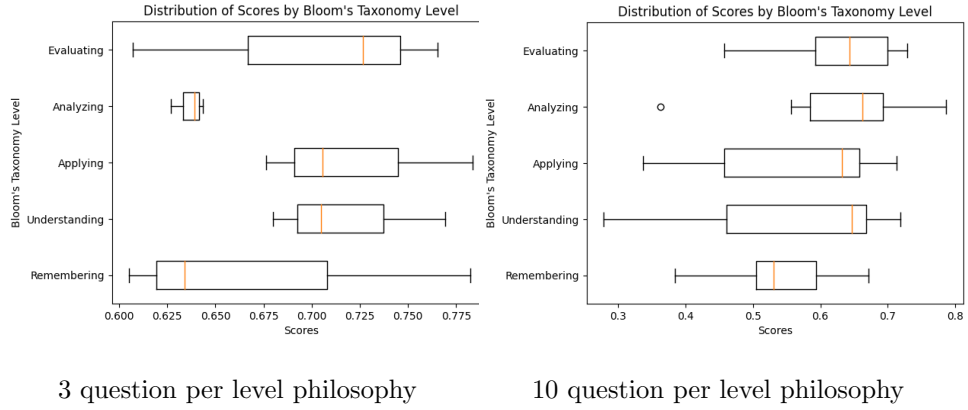 Distribution of Scores by Bloom's Taxonomy Level
Bloom's Taxonomy Level
Evaluating
Analyzing
Applying
Understanding
Remembering
0.600 0.625 0.650 0.675 0.700 0.725 0.750 0.775
Scores
3 question per level philosophy
Distribution of Scores by Bloom's Taxonomy Level
Bloom's Taxonomy Level
Evaluating
Analyzing
Applying
Understanding
Remembering
0.3 0.4 0.5 0.6 0.7 0.8
Scores
10 question per level philosophy